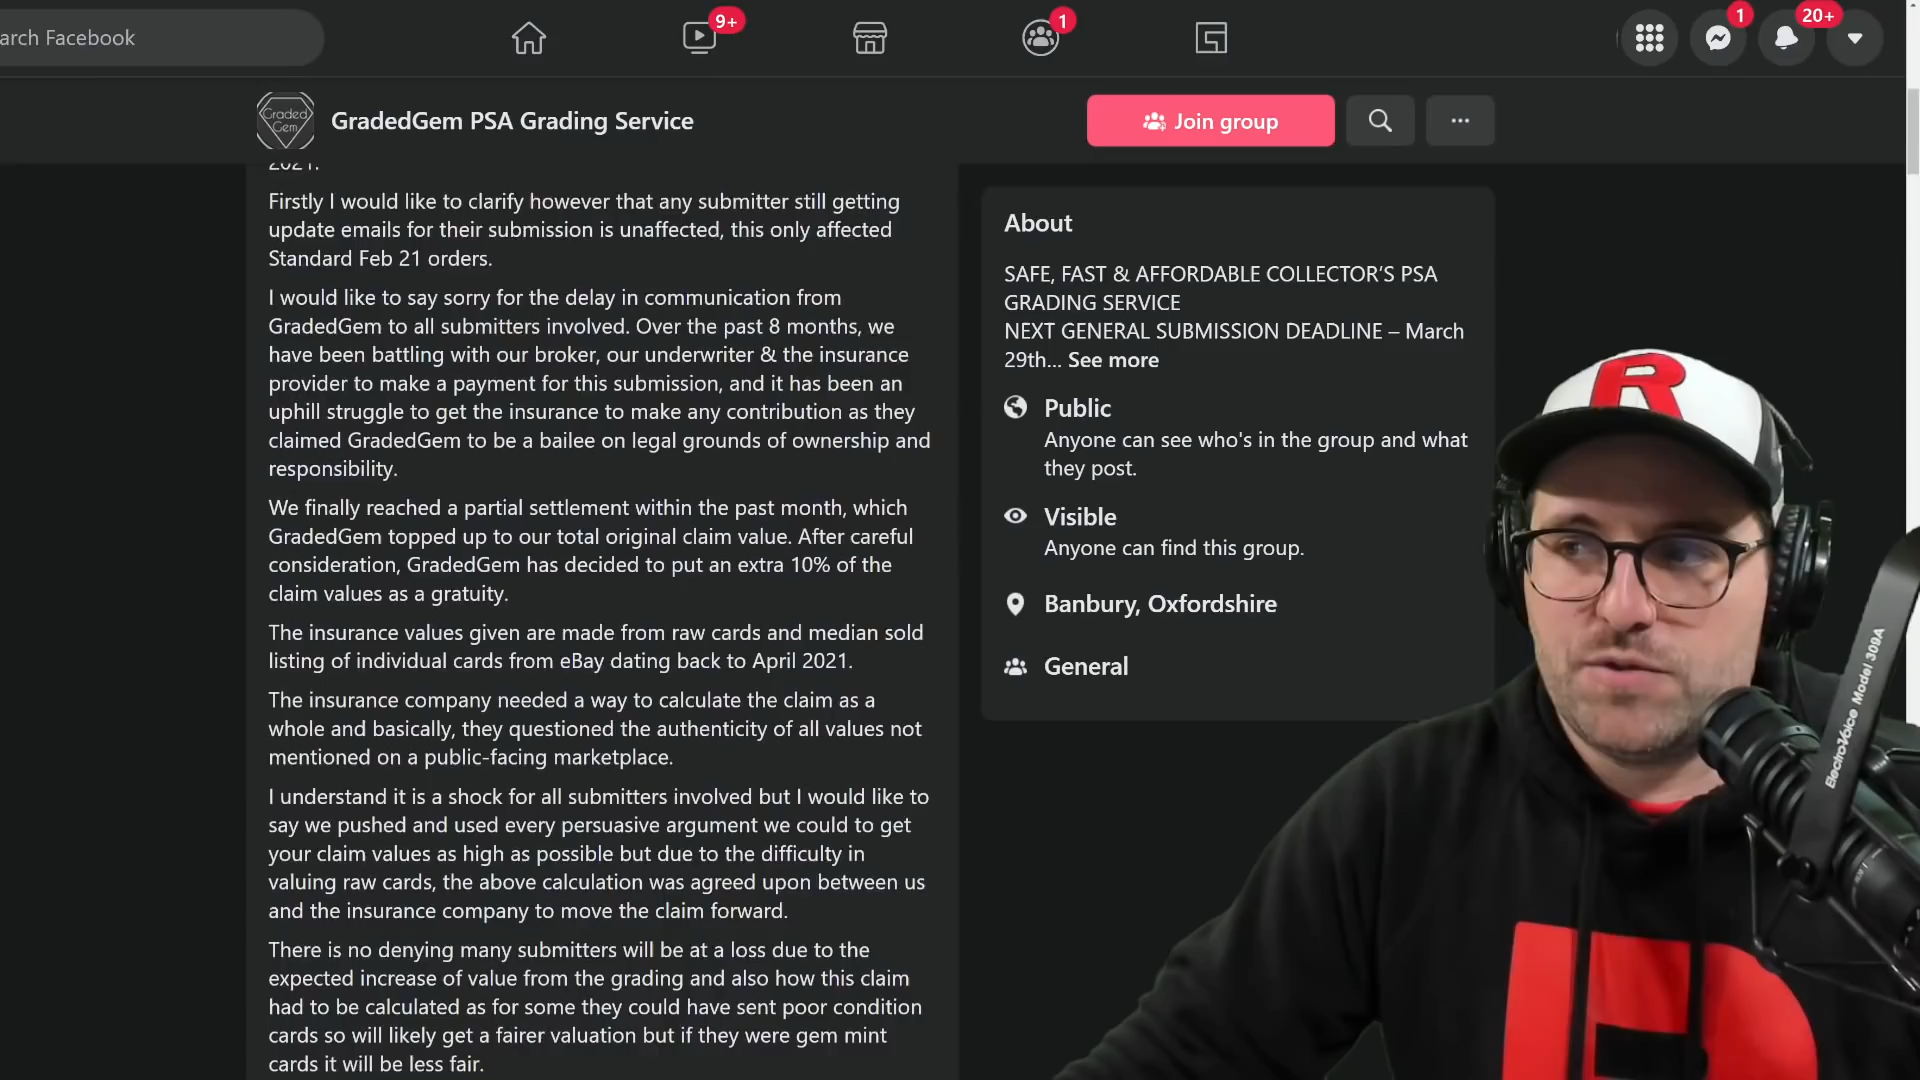 arch Facebook
9+
1
1
20+
Graded
Gem
GradedGem PSA Grading Service
Join group
2021.
Firstly I would like to clarify however that any submitter still getting
update emails for their submission is unaffected, this only affected
Standard Feb 21 orders.
I would like to say sorry for the delay in communication from
GradedGem to all submitters involved. Over the past 8 months, we
have been battling with our broker, our underwriter & the insurance
provider to make a payment for this submission, and it has been an
uphill struggle to get the insurance to make any contribution as they
claimed GradedGem to be a bailee on legal grounds of ownership and
responsibility.
We finally reached a partial settlement within the past month, which
GradedGem topped up to our total original claim value. After careful
consideration, GradedGem has decided to put an extra 10% of the
claim values as a gratuity.
The insurance values given are made from raw cards and median sold
listing of individual cards from eBay dating back to April 2021.
The insurance company needed a way to calculate the claim as a
whole and basically, they questioned the authenticity of all values not
mentioned on a public-facing marketplace.
I understand it is a shock for all submitters involved but I would like to
say we pushed and used every persuasive argument we could to get
your claim values as high as possible but due to the difficulty in
valuing raw cards, the above calculation was agreed upon between us
and the insurance company to move the claim forward.
There is no denying many submitters will be at a loss due to the
expected increase of value from the grading and also how this claim
had to be calculated as for some they could have sent poor condition
cards so will likely get a fairer valuation but if they were gem mint
cards it will be less fair.
About
SAFE, FAST & AFFORDABLE COLLECTOR'S PSA
GRADING SERVICE
NEXT GENERAL SUBMISSION DEADLINE – March
29th... See more
Public
Anyone can see who's in the group and what
they post.
Visible
Anyone can find this group.
Banbury, Oxfordshire
General
R
ElectroVoice Model 309A
R